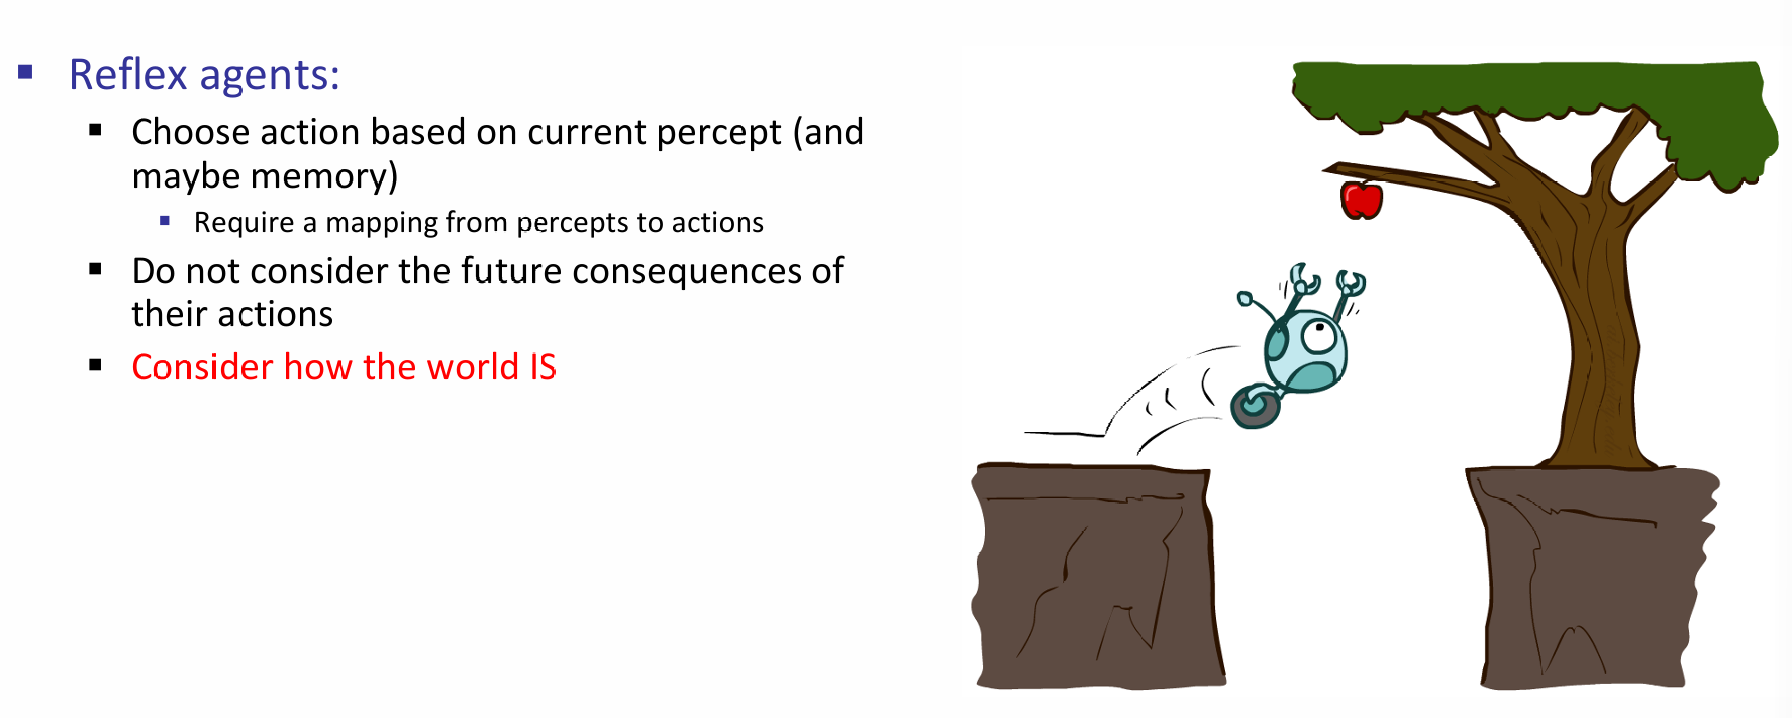 Reflex agents:
Choose action based on current percept (and
maybe memory)
Require a mapping from percepts to actions
Do not consider the future consequences of
their actions
Consider how the world IS